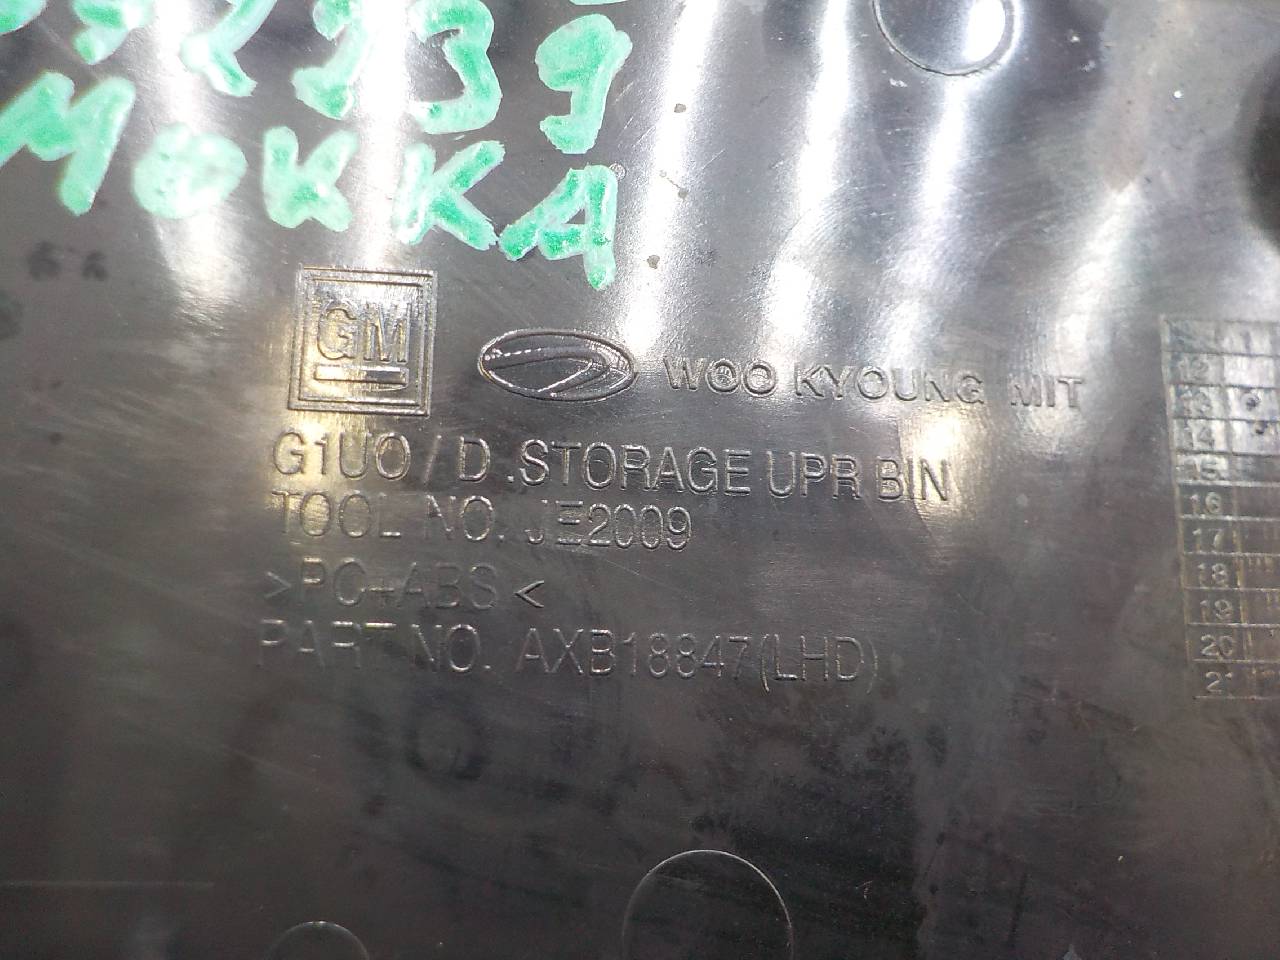 МОККА
GM
WOO KYOUNG MIT
G1UO / D .STORAGE UPR BIN
TOOL NO. JE2009
>PC+ABS<
PART NO. AXB18847(LHD)
12
13
14
15
16
17
18
19
20
21